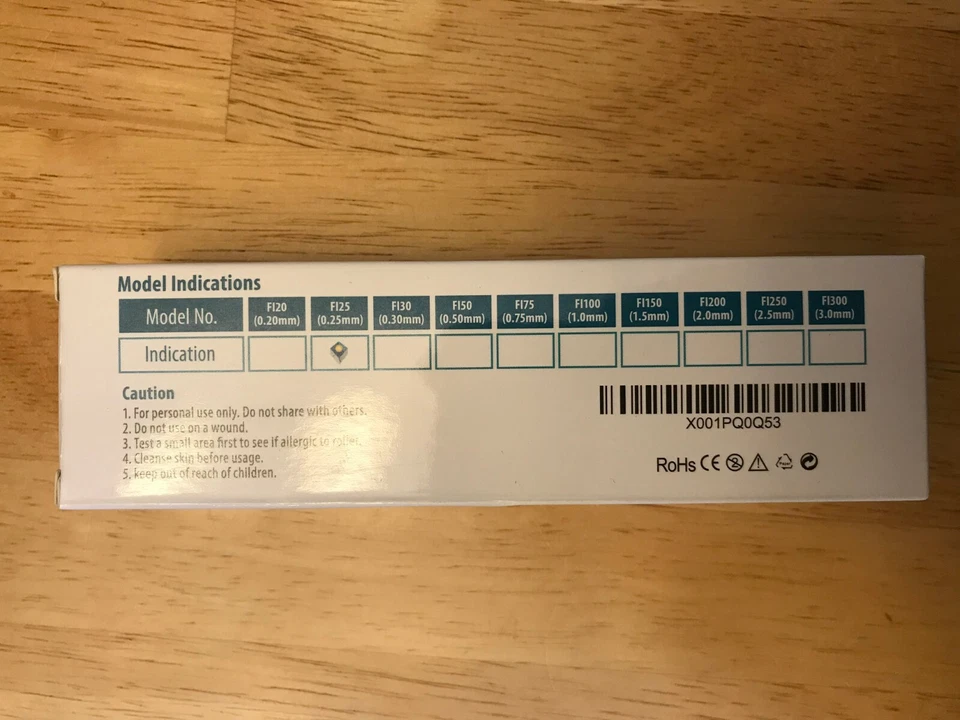 Model Indications
Model No. FI20 (0.20mm) FI25 (0.25mm) FI30 (0.30mm) FI50 (0.50mm) FI75 (0.75mm) FI100 (1.0mm) FI150 (1.5mm) FI200 (2.0mm) FI250 (2.5mm) FI300 (3.0mm)
Indication
Caution
1. For personal use only. Do not share with others.
2. Do not use on a wound.
3. Test a small area first to see if allergic to roller.
4. Cleanse skin before usage.
5. keep out of reach of children.
X001PQ0Q53
RoHs CE